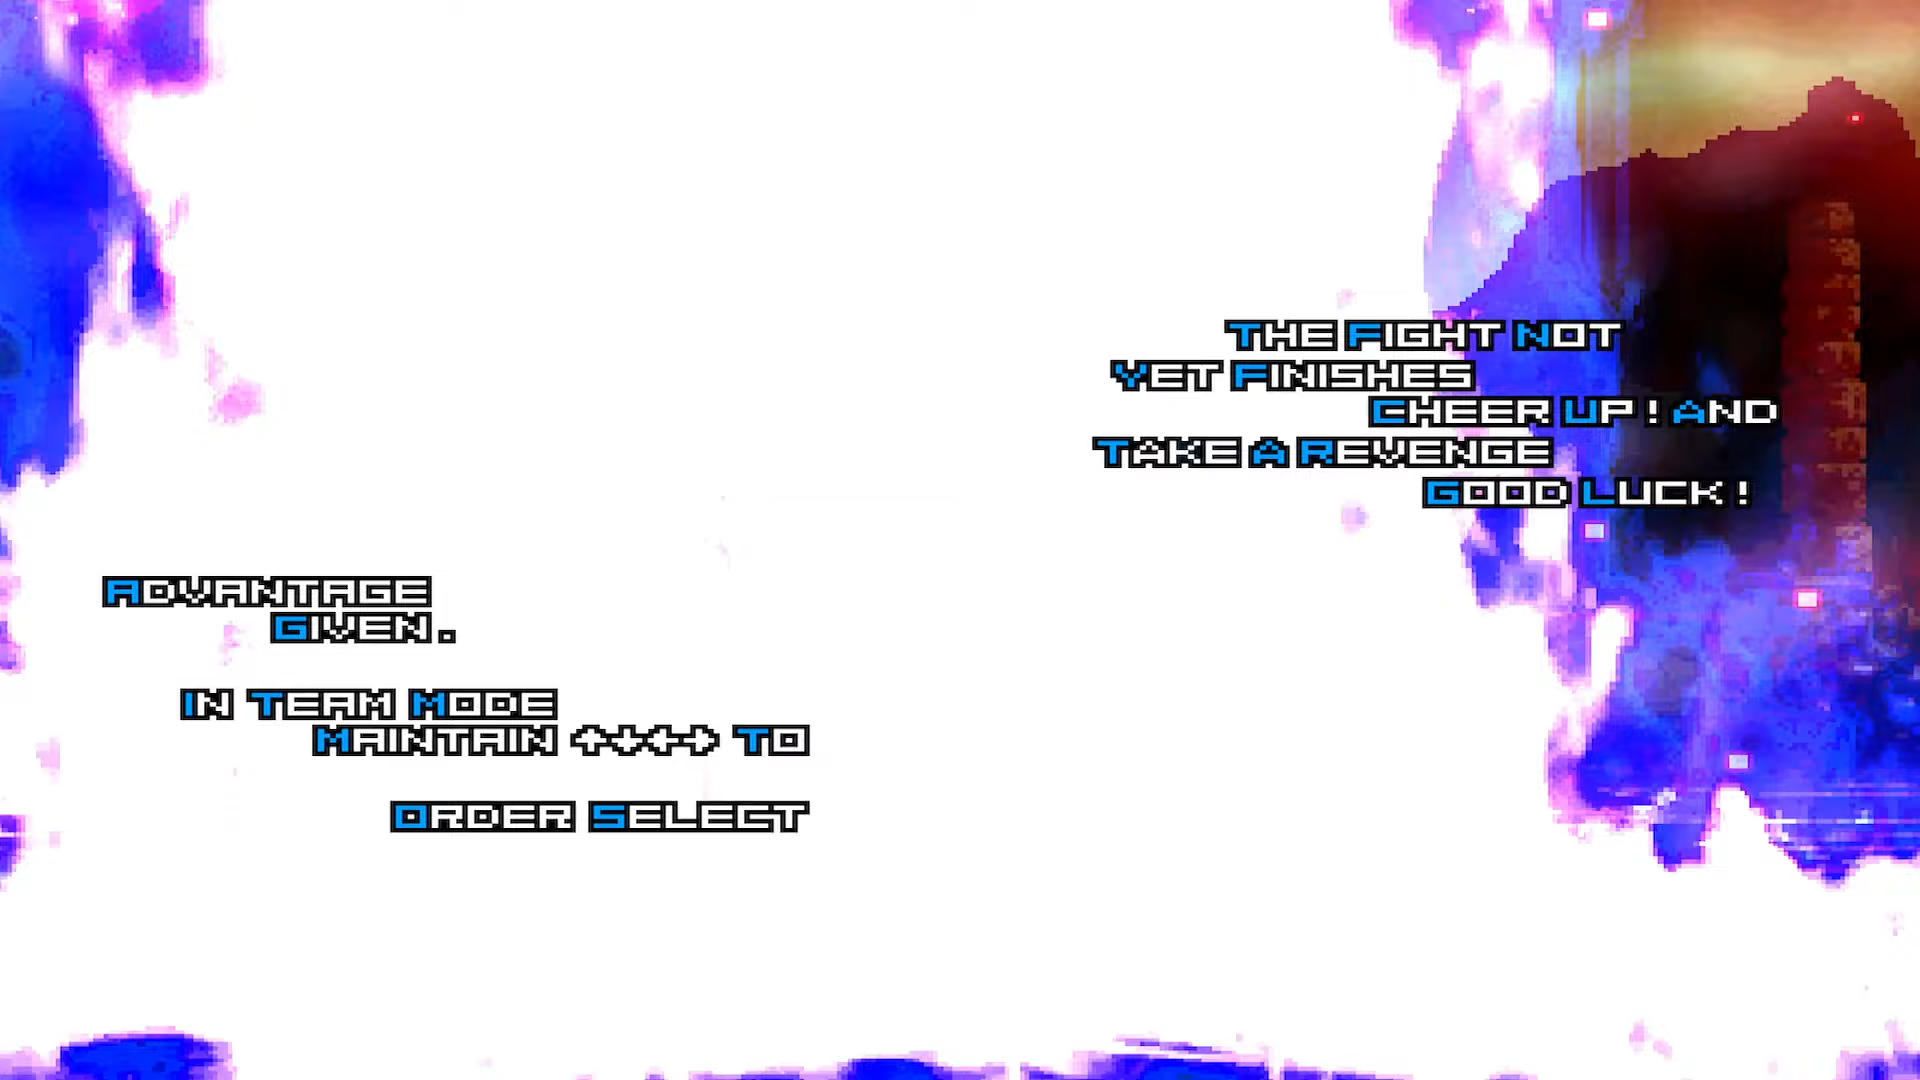 THE FIGHT NOT
YET FINISHES
CHEER UP! AND
TAKE A REVENGE
GOOD LUCK!
ADVANTAGE
GIVEN.
IN TEAM MODE
MAINTAIN ↑↓←→ TO
ORDER SELECT